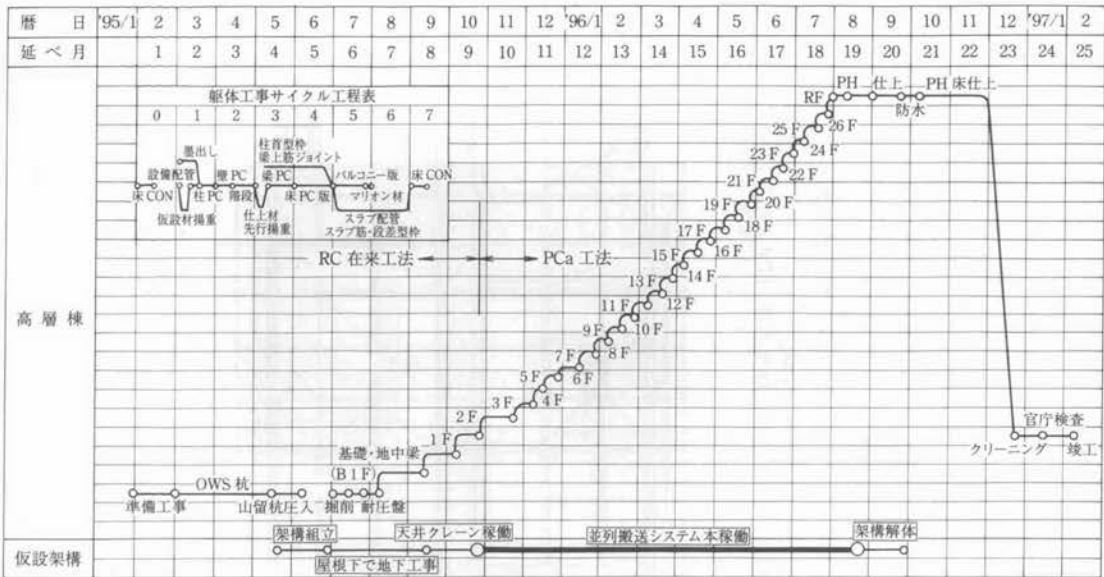 暦日 '95/1 2 3 4 5 6 7 8 9 10 11 12 '96/1 2 3 4 5 6 7 8 9 10 11 12 '97/1 2
延べ月 1 2 3 4 5 6 7 8 9 10 11 12 13 14 15 16 17 18 19 20 21 22 23 24 25
高層棟
躯体工事サイクル工程表
0 1 2 3 4 5 6 7
床CON
設備配管
墨出し
仮設材揚重
柱PC
壁PC
階段
柱首型枠
梁上筋ジョイント
梁PC
仕上材
先行揚重
床PC版
バルコニー版
マリオン材
スラブ配管
スラブ筋・段差型枠
床CON
RC在来工法
PCa工法
準備工事
OWS杭
山留杭圧入
掘削
耐圧盤
基礎・地中梁
(B1F)
1F
2F
3F
4F
5F
6F
7F
8F
9F
10F
11F
12F
13F
14F
15F
16F
17F
18F
19F
20F
21F
22F
23F
24F
25F
26F
RF
PH 仕上
防水
PH床仕上
クリーニング
官庁検査
竣工
仮設架構
架構組立
屋根下で地下工事
天井クレーン稼働
並列搬送システム本稼働
架構解体